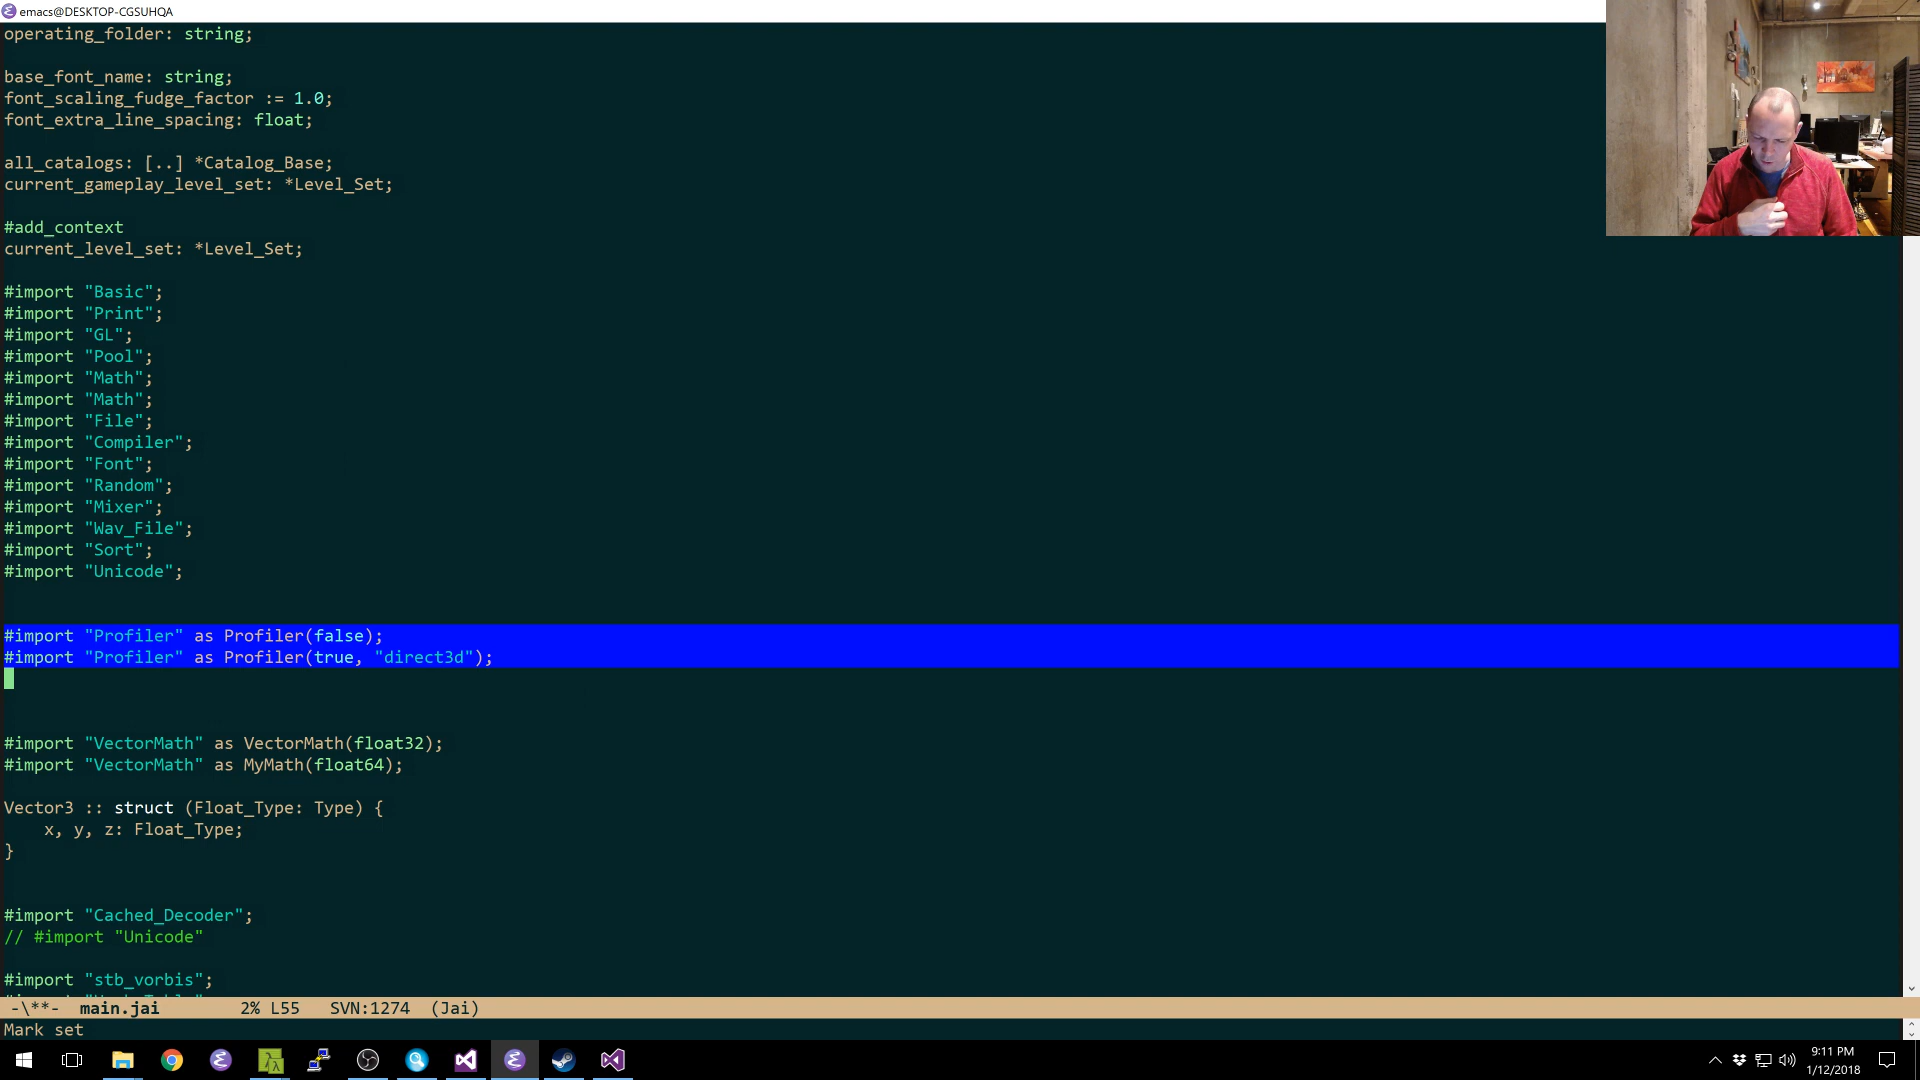 emacs@DESKTOP-CGSUHQA
operating_folder: string;
base_font_name: string;
font_scaling_fudge_factor := 1.0;
font_extra_line_spacing: float;
all_catalogs: [..] *Catalog_Base;
current_gameplay_level_set: *Level_Set;
#add_context
current_level_set: *Level_Set;
#import "Basic";
#import "Print";
#import "GL";
#import "Pool";
#import "Math";
#import "Math";
#import "File";
#import "Compiler";
#import "Font";
#import "Random";
#import "Mixer";
#import "Wav_File";
#import "Sort";
#import "Unicode";
#import "Profiler" as Profiler(false);
#import "Profiler" as Profiler(true, "direct3d");
#import "VectorMath" as VectorMath(float32);
#import "VectorMath" as MyMath(float64);
Vector3 :: struct (Float_Type: Type) {
    x, y, z: Float_Type;
}
#import "Cached_Decoder";
// #import "Unicode"
#import "stb_vorbis";
-\**-  main.jai        2% L55   SVN:1274  (Jai)
Mark set
9:11 PM
1/12/2018